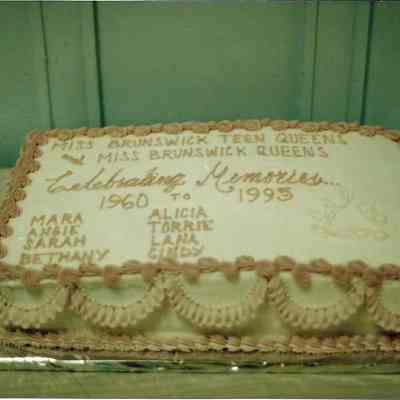 MISS BRUNSWICK TEEN QUEENS
MISS BRUNSWICK QUEENS
Celebrating Memories...
1960 TO 1995
MARA ALICIA
ANGIE TORRIE
SARAH LANA
BETHANY CINDY